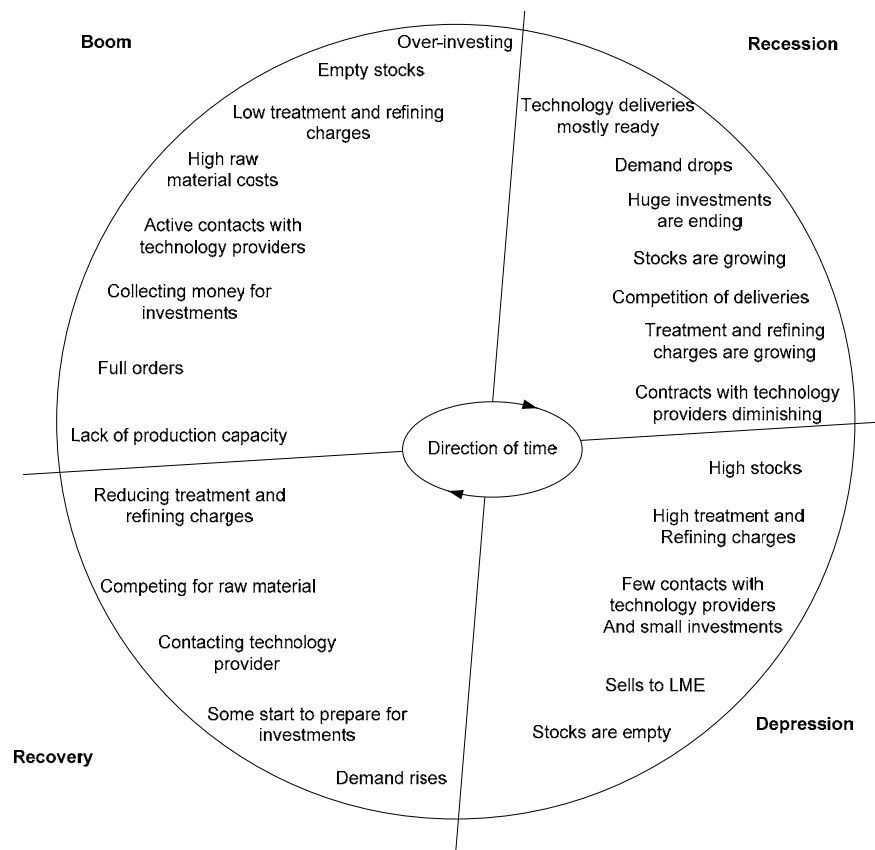 Boom
Over-investing
Empty stocks
Low treatment and refining
charges
High raw
material costs
Active contacts with
technology providers
Collecting money for
investments
Full orders
Lack of production capacity
Recession
Technology deliveries
mostly ready
Demand drops
Huge investments
are ending
Stocks are growing
Competition of deliveries
Treatment and refining
charges are growing
Contracts with technology
providers diminishing
Direction of time
High stocks
High treatment and
Refining charges
Few contacts with
technology providers
And small investments
Sells to LME
Stocks are empty
Depression
Reducing treatment and
refining charges
Competing for raw material
Contacting technology
provider
Some start to prepare for
investments
Demand rises
Recovery